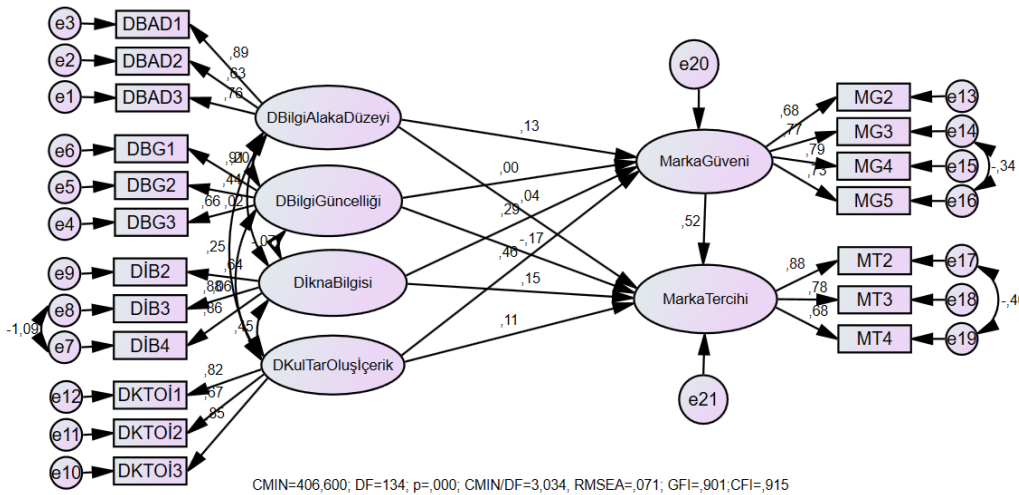 e3 DBAD1
e2 DBAD2
e1 DBAD3
,89
,63
,76
e6 DBG1
e5 DBG2
e4 DBG3
,44
,66 ,02
e9 DİB2
e8 DİB3
e7 DİB4
-1,09
,64
,86
e12 DKTOİ1
e11 DKTOİ2
e10 DKTOİ3
,82
,67
,85
DBilgiAlakaDüzeyi
DBilgiGüncelliği
DİknaBilgisi
DKulTarOluşİçerik
,25
-,07
,45
,13
,00
,04
,29
-,17
,46
,15
,11
,52
e20
MarkaGüveni
MarkaTercihi
e21
,68
,77
,79
,73
MG2 e13
MG3 e14
MG4 e15
MG5 e16
-,34
,88
,78
,68
MT2 e17
MT3 e18
MT4 e19
CMIN=406,600; DF=134; p=,000; CMIN/DF=3,034, RMSEA=,071; GFI=,901;CFI=,915